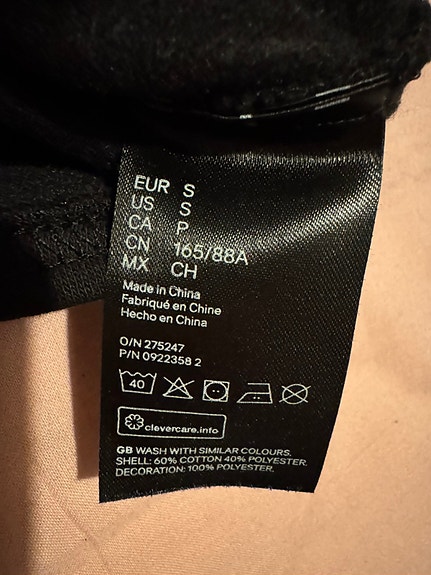 EUR S
US S
CA P
CN 165/88A
MX CH
Made in China
Fabriqué en Chine
Hecho en China
O/N 275247
P/N 0922358 2
40
clevercare.info
GB WASH WITH SIMILAR COLOURS.
SHELL: 60% COTTON 40% POLYESTER.
DECORATION: 100% POLYESTER.